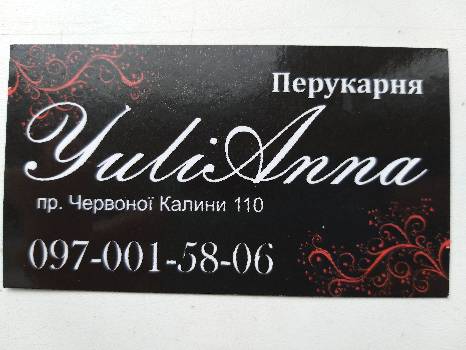 Перукарня
YuliAnna
пр. Червоної Калини 110
097-001-58-06